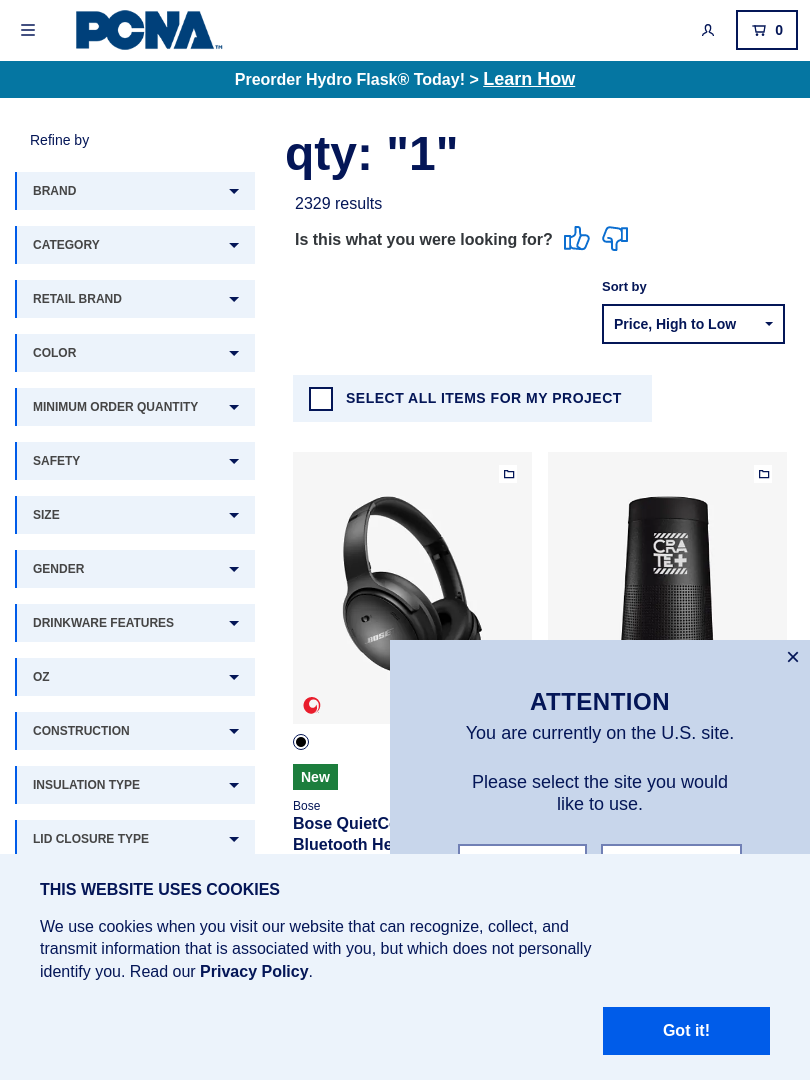 PCNA™
0
Preorder Hydro Flask® Today! > Learn How
Refine by
BRAND
CATEGORY
RETAIL BRAND
COLOR
MINIMUM ORDER QUANTITY
SAFETY
SIZE
GENDER
DRINKWARE FEATURES
OZ
CONSTRUCTION
INSULATION TYPE
LID CLOSURE TYPE
qty: "1"
2329 results
Is this what you were looking for?
Sort by
Price, High to Low
SELECT ALL ITEMS FOR MY PROJECT
BOSE
CRA
TE+
New
Bose
Bose QuietC
Bluetooth He
×
ATTENTION
You are currently on the U.S. site.
Please select the site you would
like to use.
THIS WEBSITE USES COOKIES
We use cookies when you visit our website that can recognize, collect, and
transmit information that is associated with you, but which does not personally
identify you. Read our Privacy Policy.
Got it!